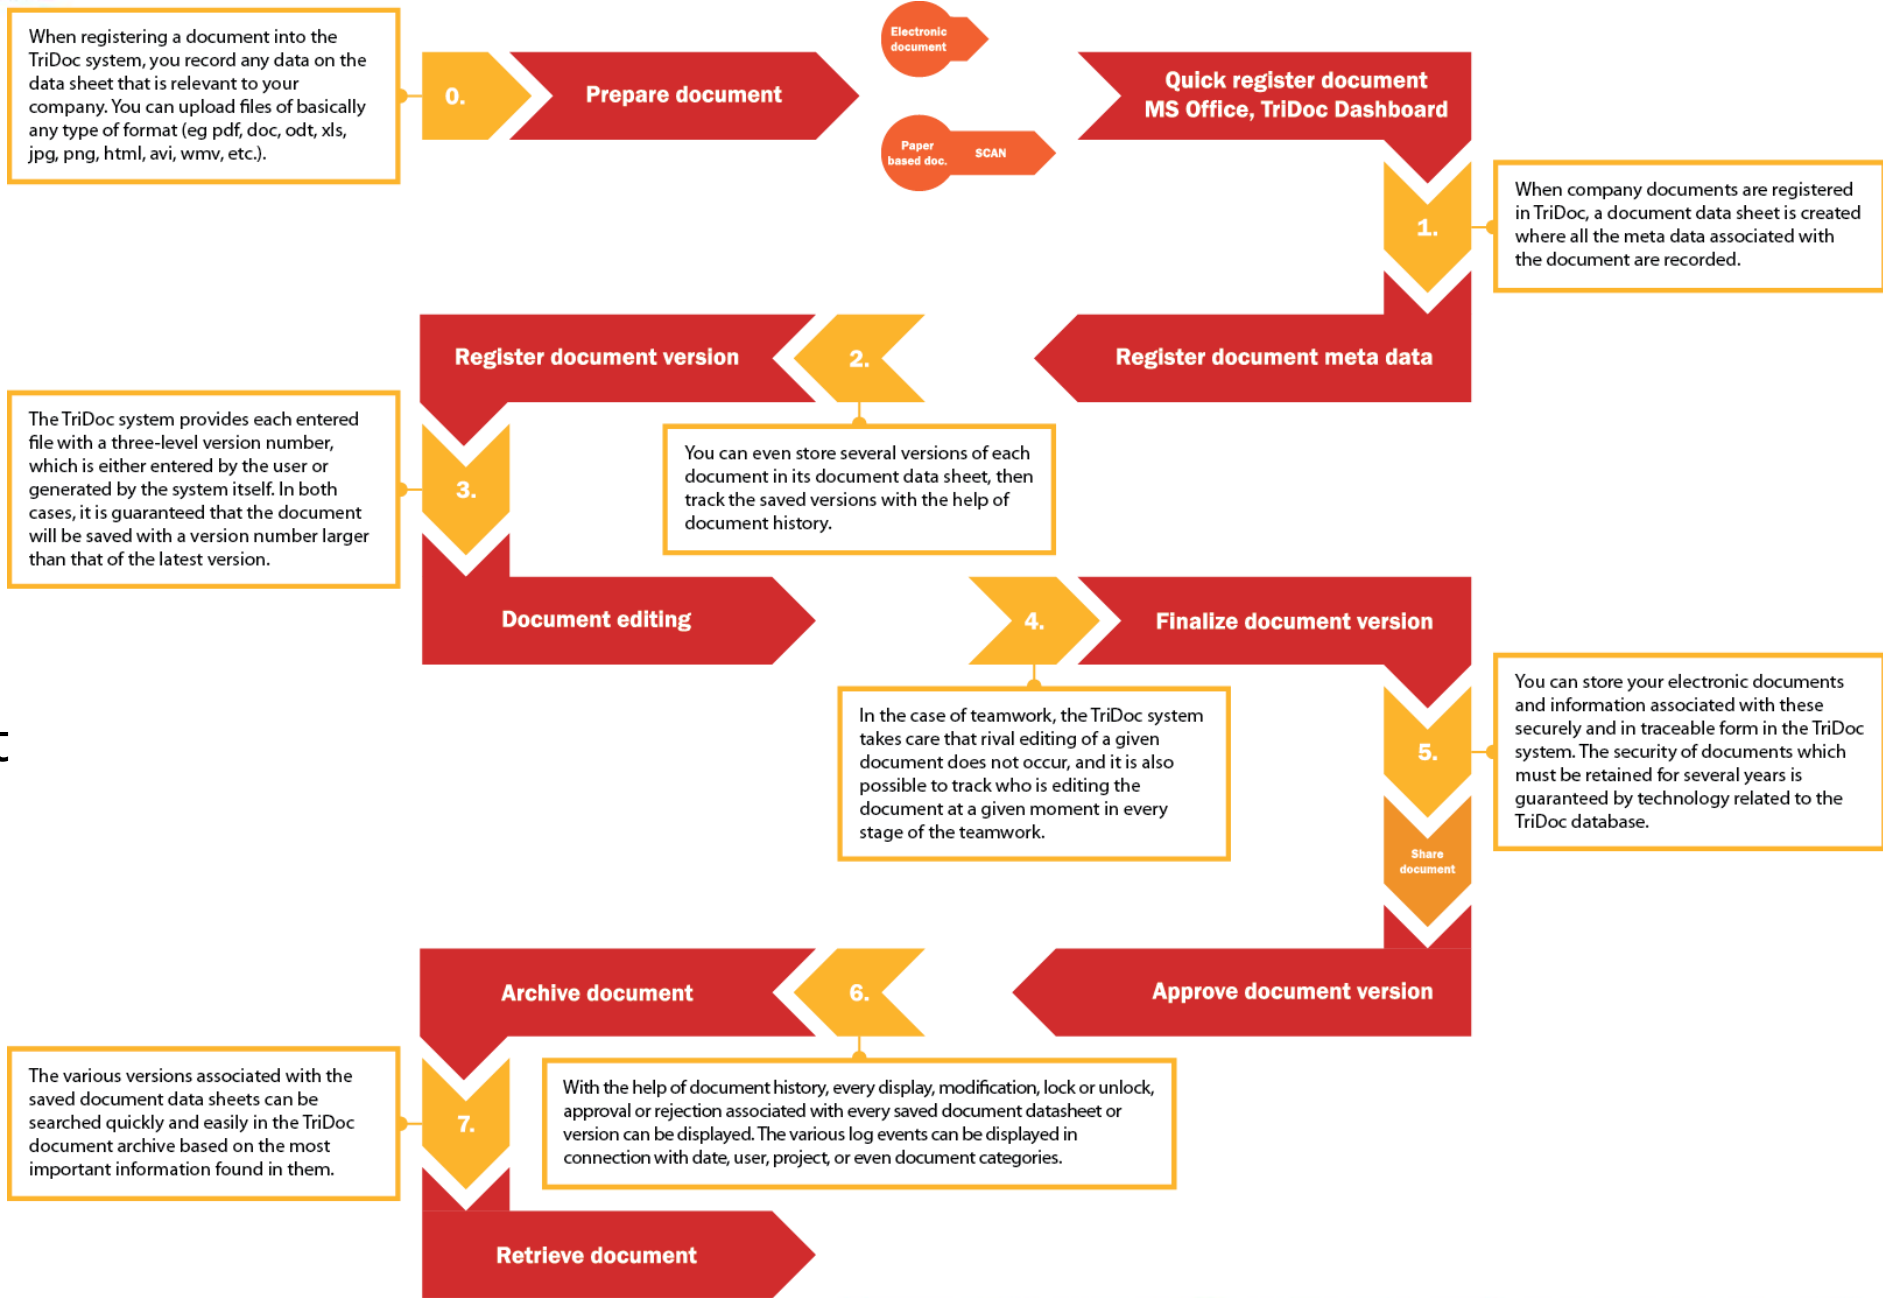 When registering a document into the
TriDoc system, you record any data on the
data sheet that is relevant to your
company. You can upload files of basically
any type of format (eg pdf, doc, odt, xls,
jpg, png, html, avi, wmv, etc.).
0.
Prepare document
Electronic
document
Paper
based doc.
SCAN
Quick register document
MS Office, TriDoc Dashboard
1.
When company documents are registered
in TriDoc, a document data sheet is created
where all the meta data associated with
the document are recorded.
Register document meta data
2.
You can even store several versions of each
document in its document data sheet, then
track the saved versions with the help of
document history.
Register document version
3.
The TriDoc system provides each entered
file with a three-level version number,
which is either entered by the user or
generated by the system itself. In both
cases, it is guaranteed that the document
will be saved with a version number larger
than that of the latest version.
Document editing
4.
In the case of teamwork, the TriDoc system
takes care that rival editing of a given
document does not occur, and it is also
possible to track who is editing the
document at a given moment in every
stage of the teamwork.
Finalize document version
5.
You can store your electronic documents
and information associated with these
securely and in traceable form in the TriDoc
system. The security of documents which
must be retained for several years is
guaranteed by technology related to the
TriDoc database.
Share
document
Approve document version
6.
With the help of document history, every display, modification, lock or unlock,
approval or rejection associated with every saved document datasheet or
version can be displayed. The various log events can be displayed in
connection with date, user, project, or even document categories.
Archive document
7.
The various versions associated with the
saved document data sheets can be
searched quickly and easily in the TriDoc
document archive based on the most
important information found in them.
Retrieve document